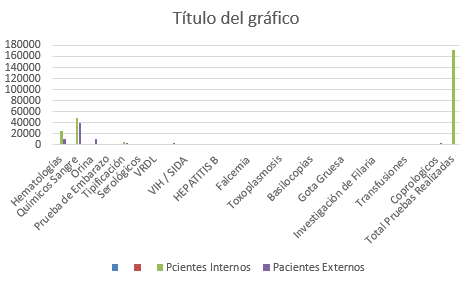 Título del gráfico
180000
160000
140000
120000
100000
80000
60000
40000
20000
0
Hematologías
Químicos Sangre
Orina
Prueba de Embarazo
Tipificación
Serológicos
VRDL
VIH / SIDA
HEPATITIS B
Falcemia
Toxoplasmosis
Basilocopias
Gota Gruesa
Investigación de Filaria
Transfusiones
Coprologicos
Total Pruebas Realizadas
Pcientes Internos
Pacientes Externos